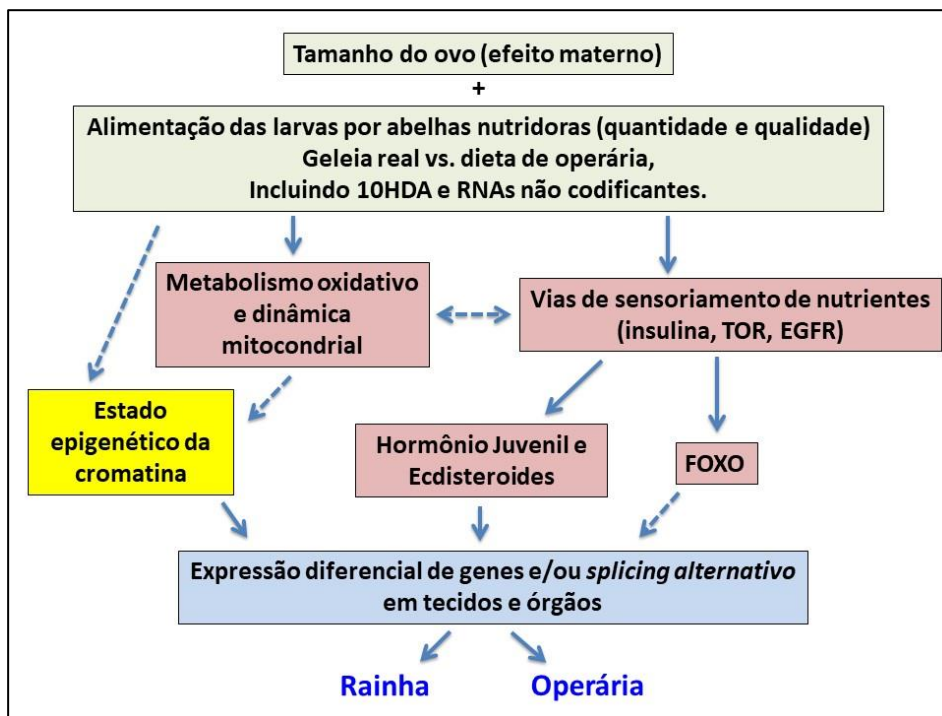 Tamanho do ovo (efeito materno)
+
Alimentação das larvas por abelhas nutridoras (quantidade e qualidade)
Geleia real vs. dieta de operária,
Incluindo 10HDA e RNAs não codificantes.
Metabolismo oxidativo
e dinâmica
mitocondrial
Vias de sensoriamento de nutrientes
(insulina, TOR, EGFR)
Estado
epigenético da
cromatina
Hormônio Juvenil e
Ecdisteroides
FOXO
Expressão diferencial de genes e/ou splicing alternativo
em tecidos e órgãos
Rainha
Operária